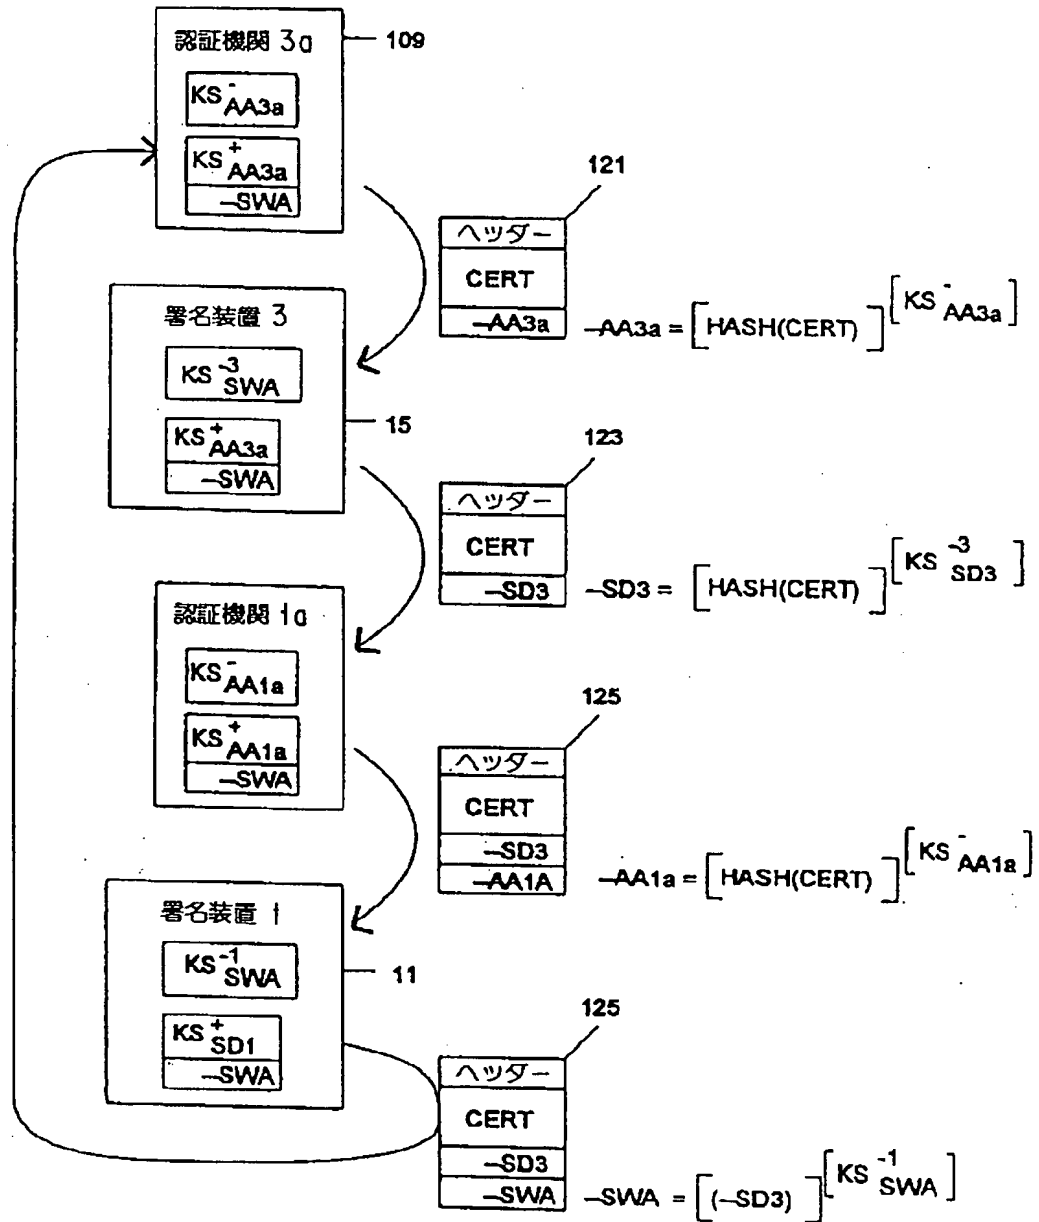 認証機関 3a
109
KS⁻AA3a
KS⁺AA3a
–SWA
121
ヘッダー
CERT
–AA3a
–AA3a = [HASH(CERT)] [KS⁻AA3a]
署名装置 3
KS⁻³SWA
15
KS⁺AA3a
–SWA
123
ヘッダー
CERT
–SD3
–SD3 = [HASH(CERT)] [KS⁻³SD3]
認証機関 1a
KS⁻AA1a
KS⁺AA1a
–SWA
125
ヘッダー
CERT
–SD3
–AA1A
–AA1a = [HASH(CERT)] [KS⁻AA1a]
署名装置 1
KS⁻¹SWA
11
KS⁺SD1
–SWA
125
ヘッダー
CERT
–SD3
–SWA
–SWA = [(–SD3)] [KS⁻¹SWA]